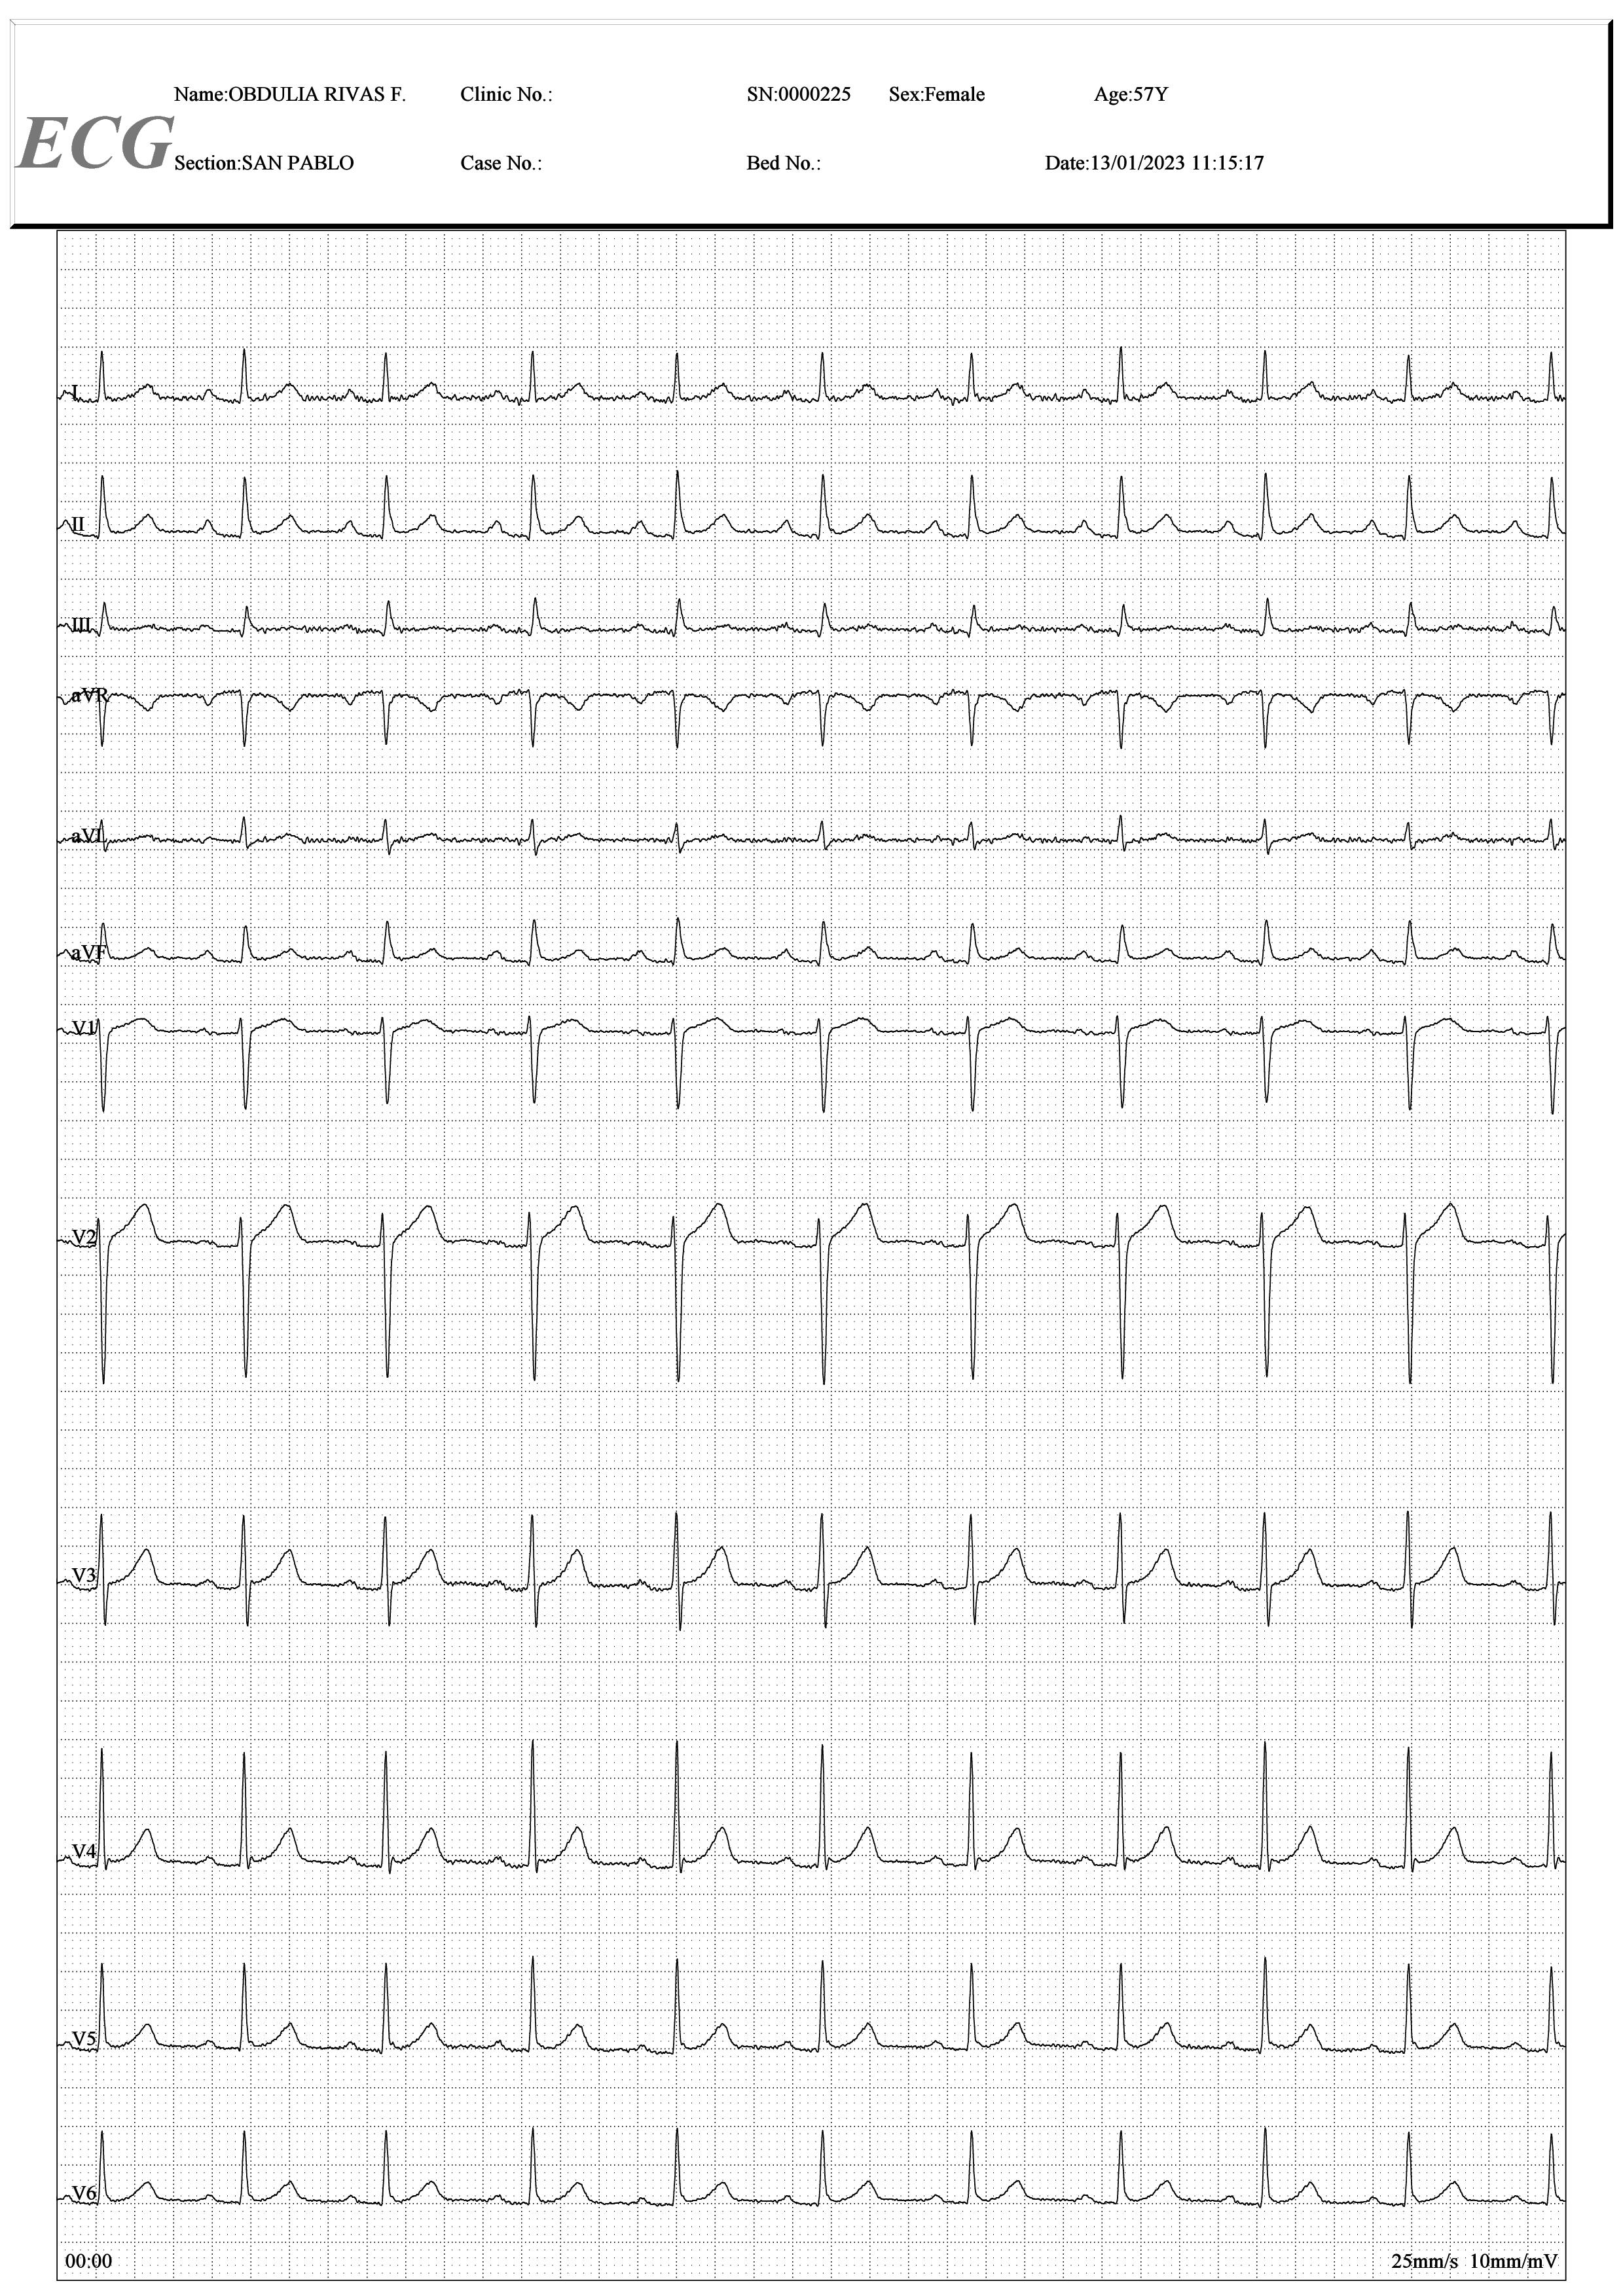 ECG
Name:OBDULIA RIVAS F. Clinic No.: SN:0000225 Sex:Female Age:57Y
Section:SAN PABLO Case No.: Bed No.: Date:13/01/2023 11:15:17
I
II
III
aVR
aVL
aVF
V1
V2
V3
V4
V5
V6
00:00 25mm/s 10mm/mV